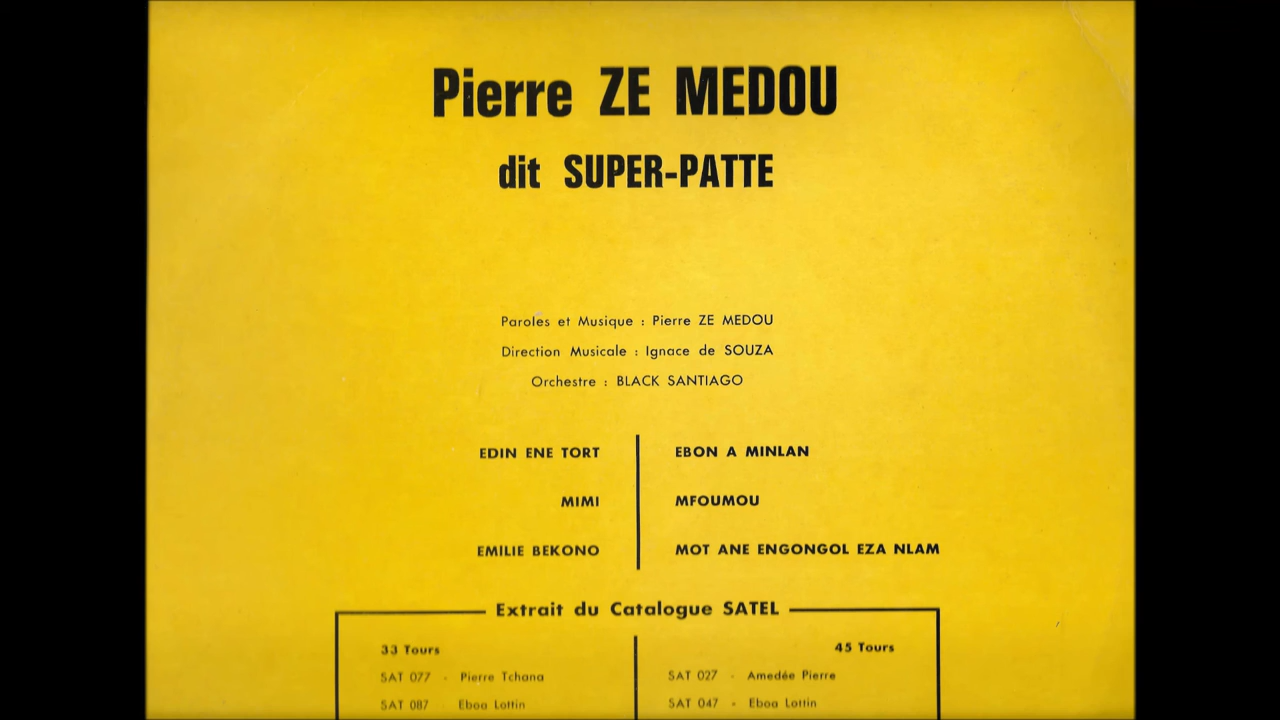 Pierre ZE MEDOU
dit SUPER-PATTE
Paroles et Musique : Pierre ZE MEDOU
Direction Musicale : Ignace de SOUZA
Orchestre : BLACK SANTIAGO
EDIN ENE TORT
MIMI
EMILIE BEKONO
EBON A MINLAN
MFOUMOU
MOT ANE ENGONGOL EZA NLAM
Extrait du Catalogue SATEL
33 Tours
SAT 077 - Pierre Tchana
SAT 087 Eboa Lottin
45 Tours
SAT 027 - Amedée Pierre
SAT 047 - Eboa Lottin